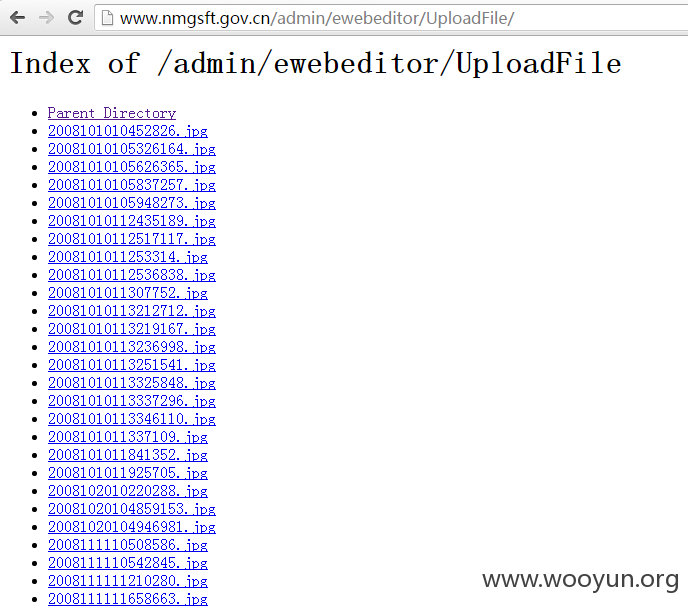 www.nmgsft.gov.cn/admin/ewebeditor/UploadFile/
Index of /admin/ewebeditor/UploadFile
Parent Directory
2008101010452826.jpg
20081010105326164.jpg
20081010105626365.jpg
20081010105837257.jpg
20081010105948273.jpg
20081010112435189.jpg
20081010112517117.jpg
2008101011253314.jpg
20081010112536838.jpg
2008101011307752.jpg
20081010113212712.jpg
20081010113219167.jpg
20081010113236998.jpg
20081010113251541.jpg
20081010113325848.jpg
20081010113337296.jpg
20081010113346110.jpg
2008101011337109.jpg
2008101011841352.jpg
2008101011925705.jpg
2008102010220288.jpg
20081020104859153.jpg
20081020104946981.jpg
2008111110508586.jpg
2008111110542845.jpg
2008111111210280.jpg
2008111111658663.jpg
www.wooyun.org